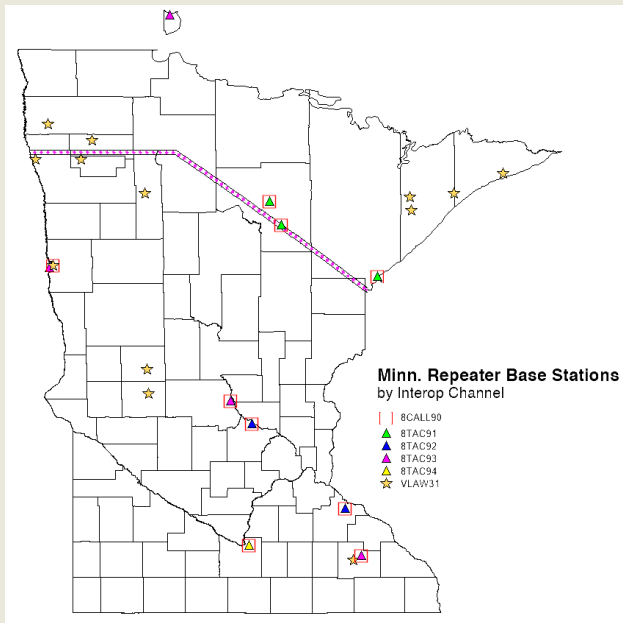 Minn. Repeater Base Stations
by Interop Channel
8CALL90
8TAC91
8TAC92
8TAC93
8TAC94
VLAW31